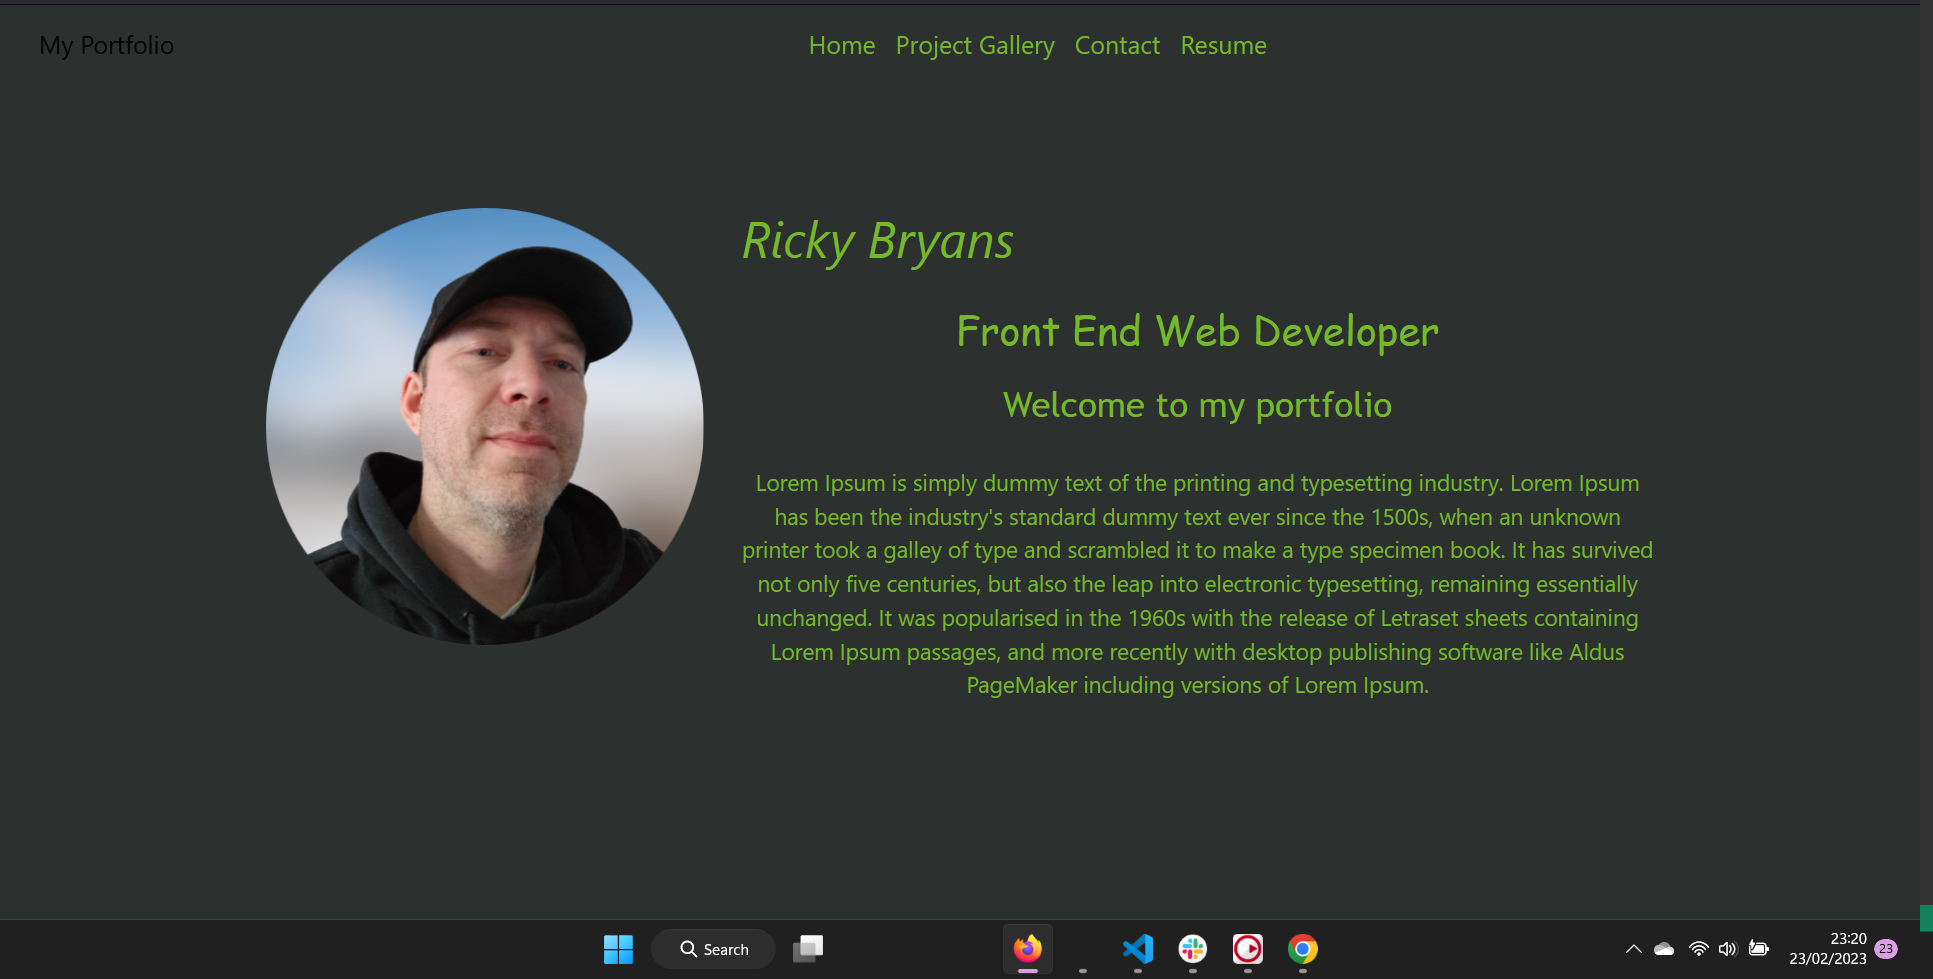 My Portfolio
Home Project Gallery Contact Resume
Ricky Bryans
Front End Web Developer
Welcome to my portfolio
Lorem Ipsum is simply dummy text of the printing and typesetting industry. Lorem Ipsum
has been the industry's standard dummy text ever since the 1500s, when an unknown
printer took a galley of type and scrambled it to make a type specimen book. It has survived
not only five centuries, but also the leap into electronic typesetting, remaining essentially
unchanged. It was popularised in the 1960s with the release of Letraset sheets containing
Lorem Ipsum passages, and more recently with desktop publishing software like Aldus
PageMaker including versions of Lorem Ipsum.
Search
23:20
23/02/2023
23